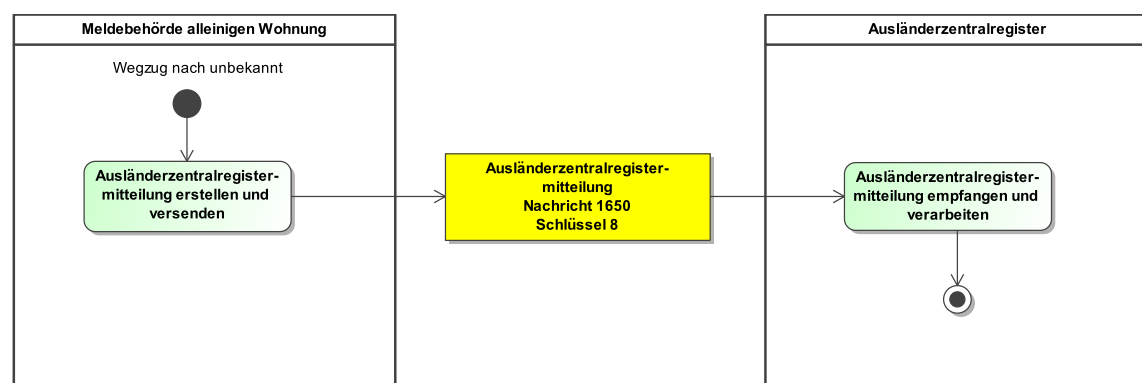 Meldebehörde alleinigen Wohnung
Ausländerzentralregister
Wegzug nach unbekannt
Ausländerzentralregister-
mitteilung erstellen und
versenden
Ausländerzentralregister-
mitteilung
Nachricht 1650
Schlüssel 8
Ausländerzentralregister-
mitteilung empfangen und
verarbeiten